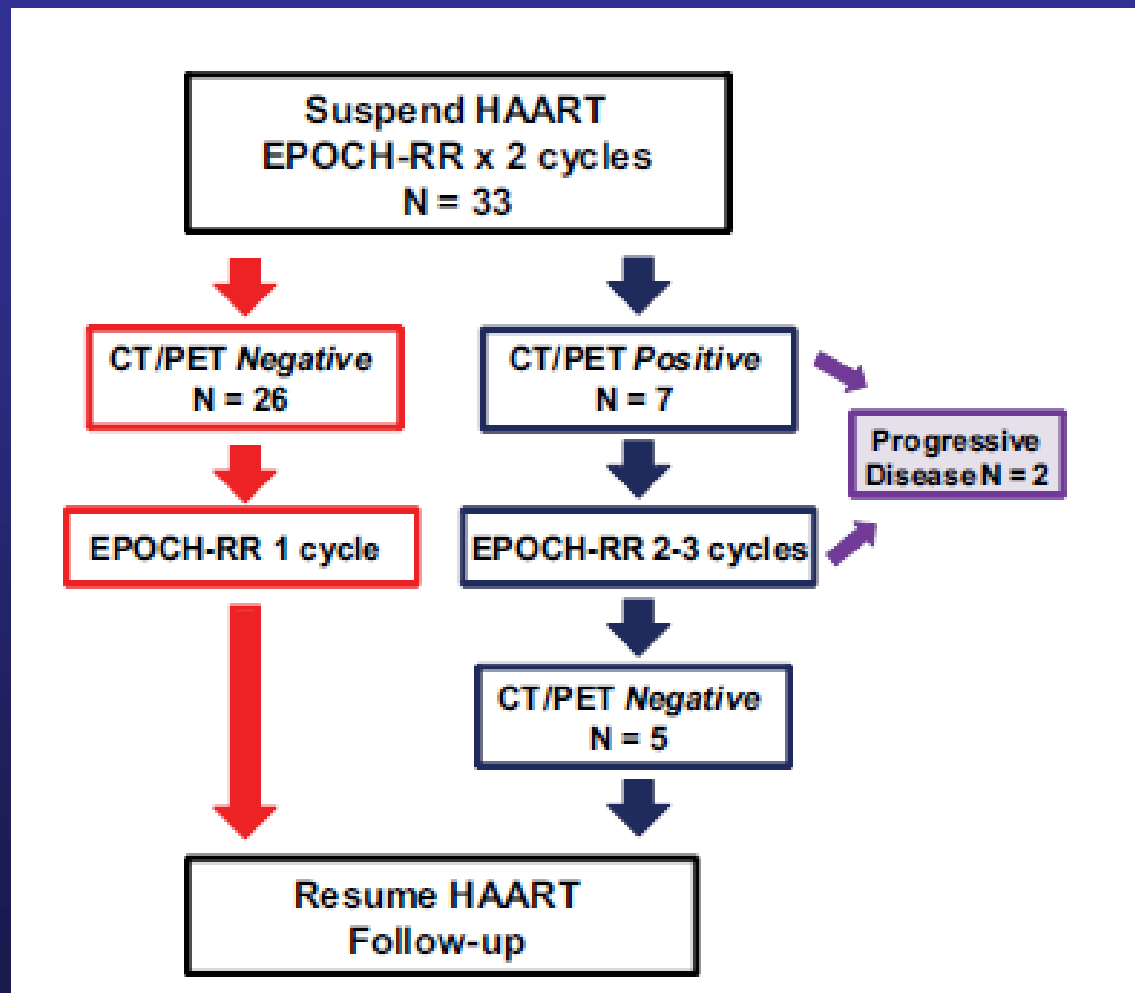 Suspend HAART
EPOCH-RR x 2 cycles
N = 33
CT/PET Negative
N = 26
CT/PET Positive
N = 7
Progressive
Disease N = 2
EPOCH-RR 1 cycle
EPOCH-RR 2-3 cycles
CT/PET Negative
N = 5
Resume HAART
Follow-up